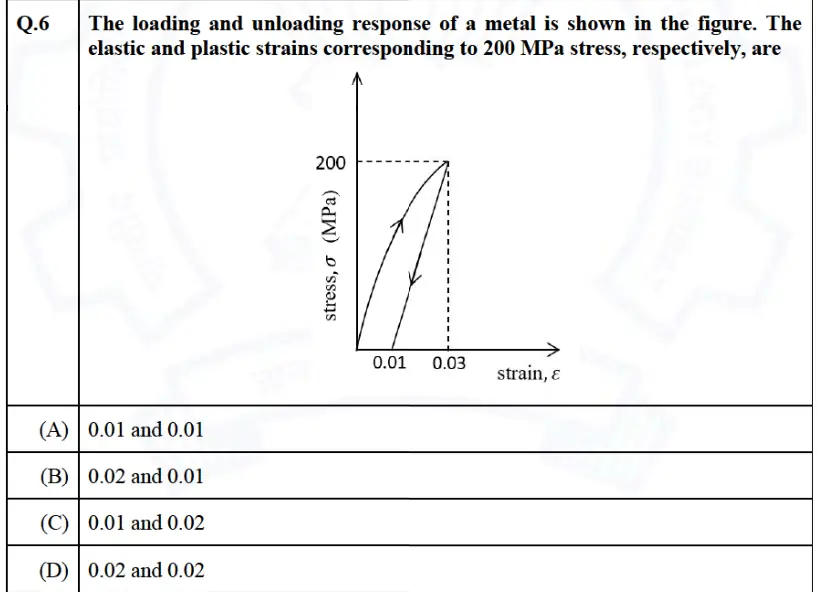 Q.6 The loading and unloading response of a metal is shown in the figure. The
elastic and plastic strains corresponding to 200 MPa stress, respectively, are
200
stress, σ (MPa)
0.01 0.03
strain, ε
(A) 0.01 and 0.01
(B) 0.02 and 0.01
(C) 0.01 and 0.02
(D) 0.02 and 0.02